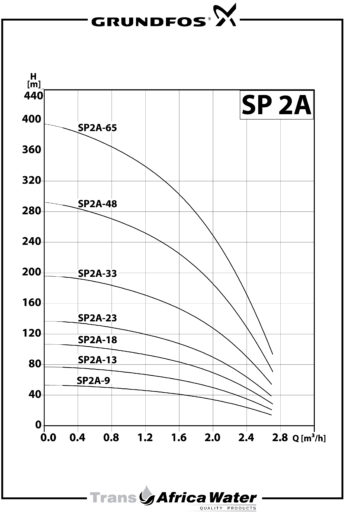 GRUNDFOS
H
[m]
SP 2A
440
400
SP2A-65
360
320
280
SP2A-48
240
200
SP2A-33
160
SP2A-23
120
SP2A-18
80
SP2A-13
40
SP2A-9
0
0.0 0.4 0.8 1.2 1.6 2.0 2.4 2.8 Q [m³/h]
Trans Africa Water
QUALITY PRODUCTS